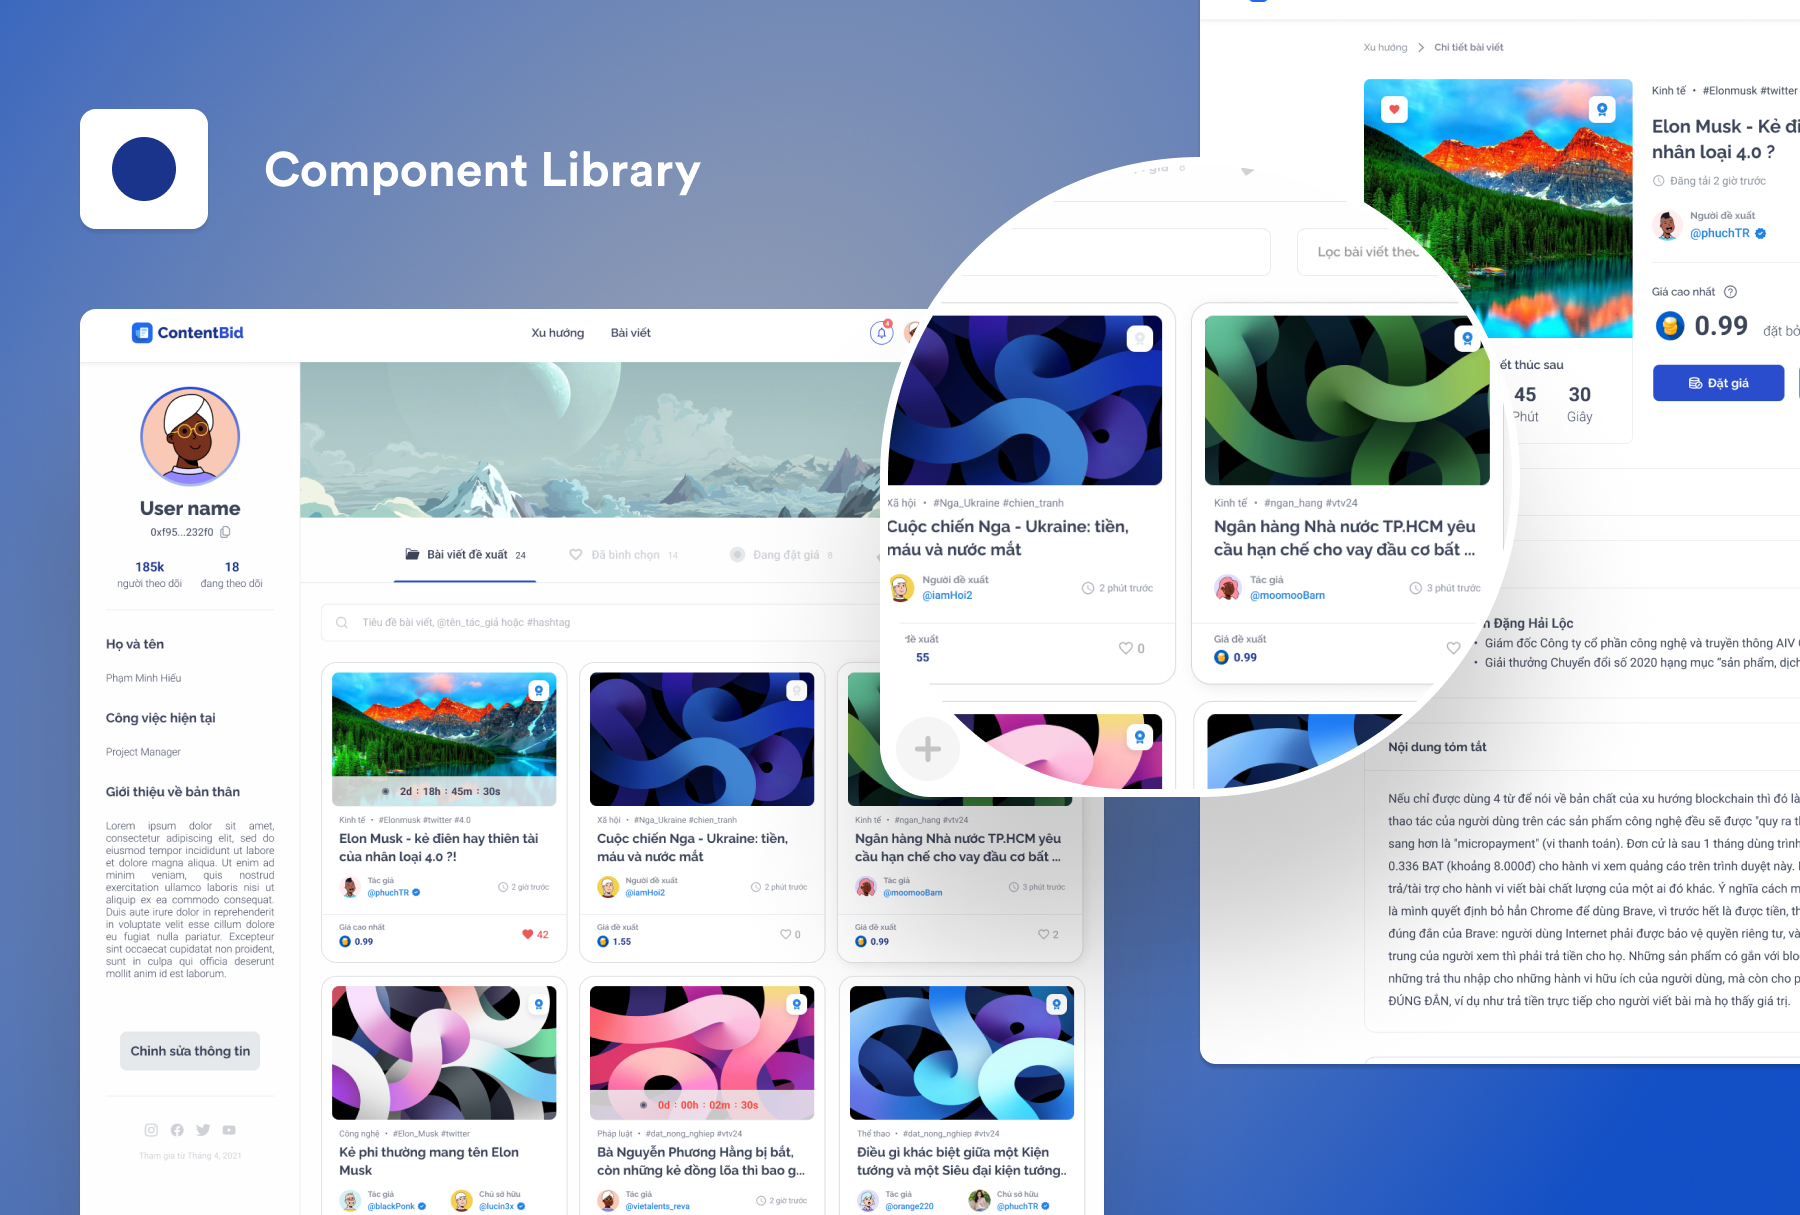 Component Library
ContentBid
Xu hướng
Bài viết
4
User name
0xf95...232f0
185k
18
người theo dõi
đang theo dõi
Họ và tên
Phạm Minh Hiếu
Công việc hiện tại
Project Manager
Giới thiệu về bản thân
Lorem ipsum dolor sit amet,
consectetur adipiscing elit, sed do
eiusmod tempor incididunt ut labore
et dolore magna aliqua. Ut enim ad
minim veniam, quis nostrud
exercitation ullamco laboris nisi ut
aliquip ex ea commodo consequat.
Duis aute irure dolor in reprehenderit
in voluptate velit esse cillum dolore
eu fugiat nulla pariatur. Excepteur
sint occaecat cupidatat non proident,
sunt in culpa qui officia deserunt
mollit anim id est laborum.
Chỉnh sửa thông tin
Tham gia từ Tháng 4, 2021
Bài viết đề xuất 24
Đã bình chọn 14
Đang đặt giá 8
Tiêu đề bài viết, @tên_tác_giả hoặc #hashtag
2d : 18h : 45m : 30s
Kinh tế • #Elonmusk #twitter #4.0
Elon Musk - kẻ điên hay thiên tài
của nhân loại 4.0 ?!
Tác giả
@phuchTR
2 giờ trước
Giá cao nhất
0.99
42
Xã hội • #Nga_Ukraine #chien_tranh
Cuộc chiến Nga - Ukraine: tiền,
máu và nước mắt
Người đề xuất
@iamHoi2
2 phút trước
Giá đề xuất
1.55
0
Kinh tế • #ngan_hang #vtv24
Ngân hàng Nhà nước TP.HCM yêu
cầu hạn chế cho vay đầu cơ bất ...
Tác giả
@moomooBarn
3 phút trước
Giá đề xuất
0.99
2
Công nghệ • #Elon_Musk #twitter
Kẻ phi thường mang tên Elon
Musk
Tác giả
@blackPonk
Chủ sở hữu
@lucin3x
0d : 00h : 02m : 30s
Pháp luật • #dat_nong_nghiep #vtv24
Bà Nguyễn Phương Hằng bị bắt,
còn những kẻ đồng lõa thì bao g...
Tác giả
@vietalents_reva
2 giờ trước
Thể thao • #dat_nong_nghiep #vtv24
Điều gì khác biệt giữa một Kiện
tướng và một Siêu đại kiện tướng..
Tác giả
@orange220
Chủ sở hữu
@phuchTR
Lọc bài viết theo
Xã hội • #Nga_Ukraine #chien_tranh
Cuộc chiến Nga - Ukraine: tiền,
máu và nước mắt
Người đề xuất
@iamHoi2
2 phút trước
đề xuất
55
0
Kinh tế • #ngan_hang #vtv24
Ngân hàng Nhà nước TP.HCM yêu
cầu hạn chế cho vay đầu cơ bất ...
Tác giả
@moomooBarn
3 phút trước
Giá đề xuất
0.99
Xu hướng
Chi tiết bài viết
Kinh tế • #Elonmusk #twitter
Elon Musk - Kẻ đi
nhân loại 4.0 ?
Đăng tải 2 giờ trước
Người đề xuất
@phuchTR
Giá cao nhất
0.99
đặt bở
Đặt giá
ết thúc sau
45
30
Phút
Giây
n Đặng Hải Lộc
• Giám đốc Công ty cổ phần công nghệ và truyền thông AIV
• Giải thưởng Chuyển đổi số 2020 hạng mục “sản phẩm, dịch
Nội dung tóm tắt
Nếu chỉ được dùng 4 từ để nói về bản chất của xu hướng blockchain thì đó là
thao tác của người dùng trên các sản phẩm công nghệ đều sẽ được "quy ra t
sang hơn là "micropayment" (vi thanh toán). Đơn cử là sau 1 tháng dùng trình
0.336 BAT (khoảng 8.000đ) cho hành vi xem quảng cáo trên trình duyệt này.
trả/tài trợ cho hành vi viết bài chất lượng của một ai đó khác. Ý nghĩa cách m
là mình quyết định bỏ hẳn Chrome để dùng Brave, vì trước hết là được tiền, th
đúng đắn của Brave: người dùng Internet phải được bảo vệ quyền riêng tư, và
trung của người xem thì phải trả tiền cho họ. Những sản phẩm có gắn với blo
những trả thu nhập cho những hành vi hữu ích của người dùng, mà còn cho p
ĐÚNG ĐẮN, ví dụ như trả tiền trực tiếp cho người viết bài mà họ thấy giá trị.